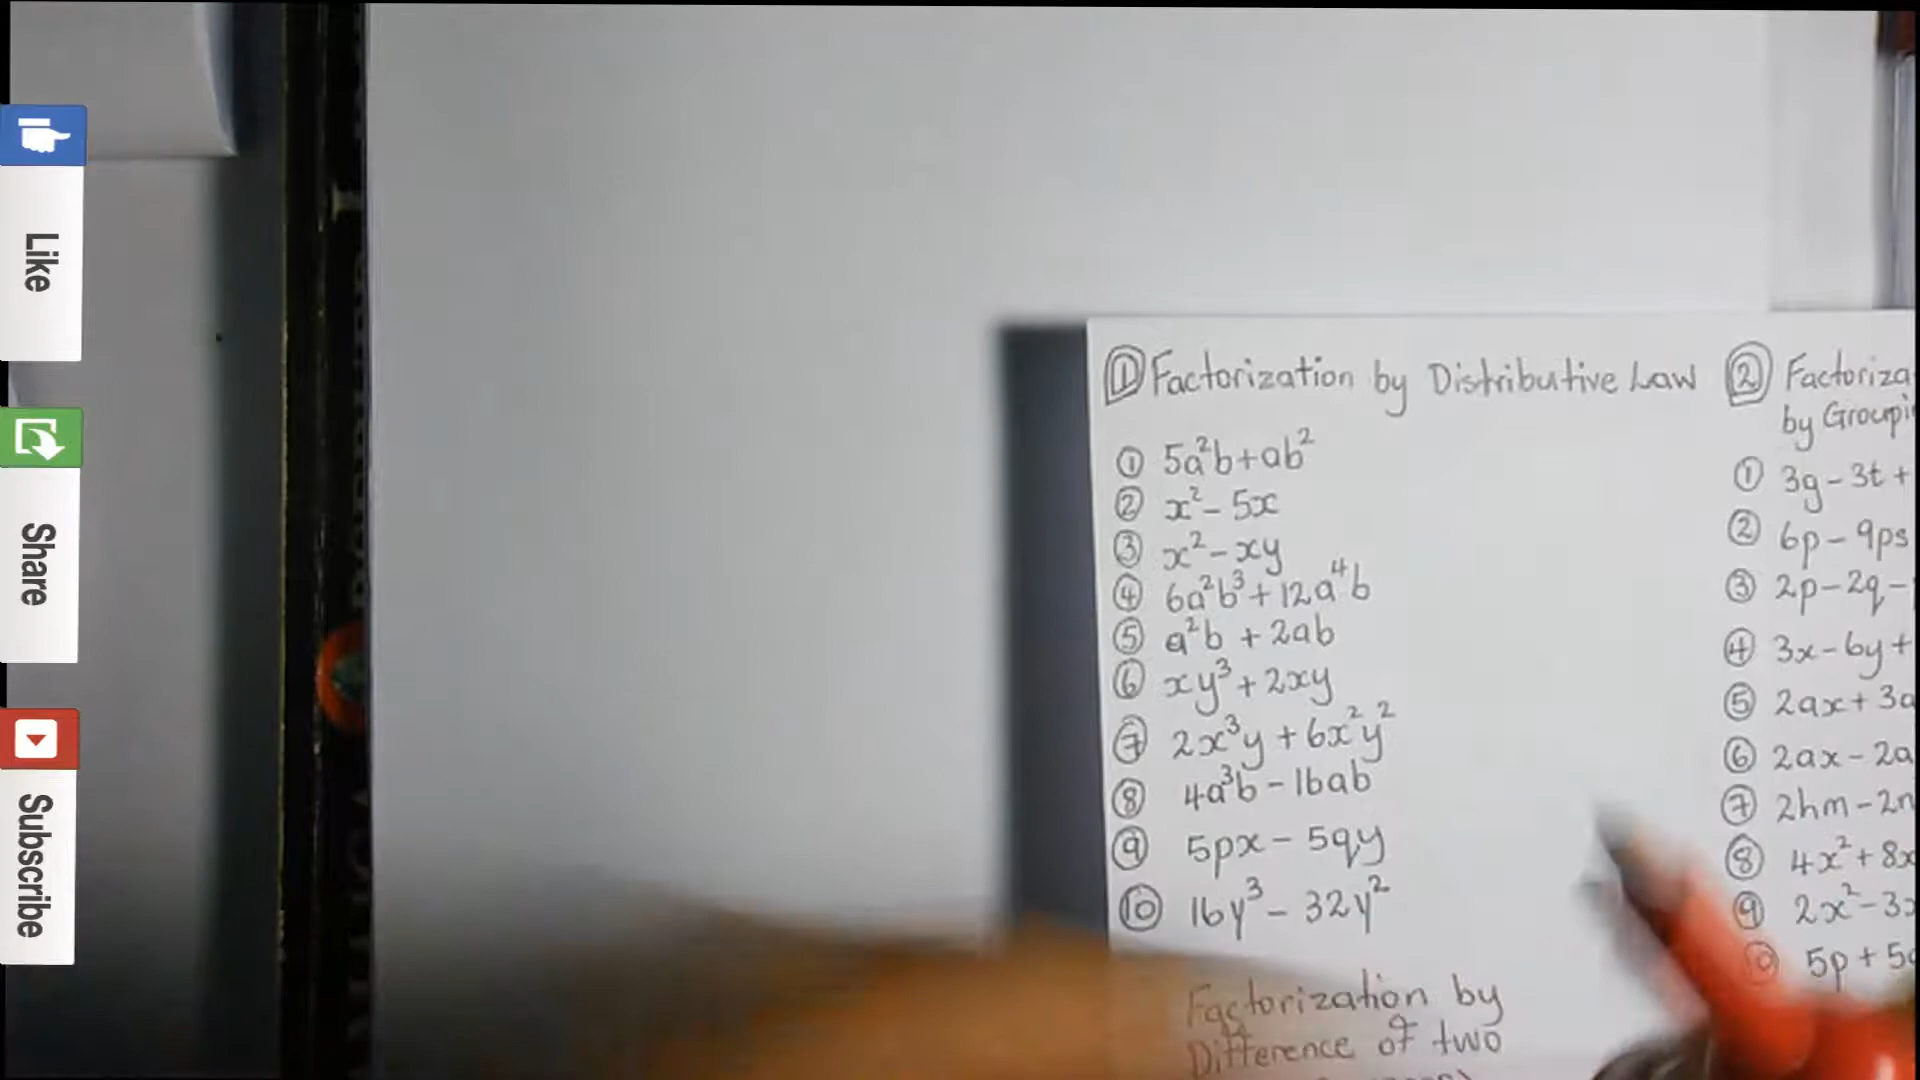 Like
Share
Subscribe
① Factorization by Distributive Law
① 5a²b+ab²
② x² - 5x
③ x² - xy
④ 6a²b³ + 12a⁴b
⑤ a²b + 2ab
⑥ xy³ + 2xy
⑦ 2x³y + 6x²y²
⑧ 4a³b - 16ab
⑨ 5px - 5qy
⑩ 16y³ - 32y²
Factorization by
Difference of two
② Factoriza
by Groupi
① 3g - 3t +
② 6p - 9ps
③ 2p - 2q -
④ 3x - 6y +
⑤ 2ax + 3a
⑥ 2ax - 2a
⑦ 2hm - 2n
⑧ 4x² + 8x
⑨ 2x² - 3x
5p + 5q